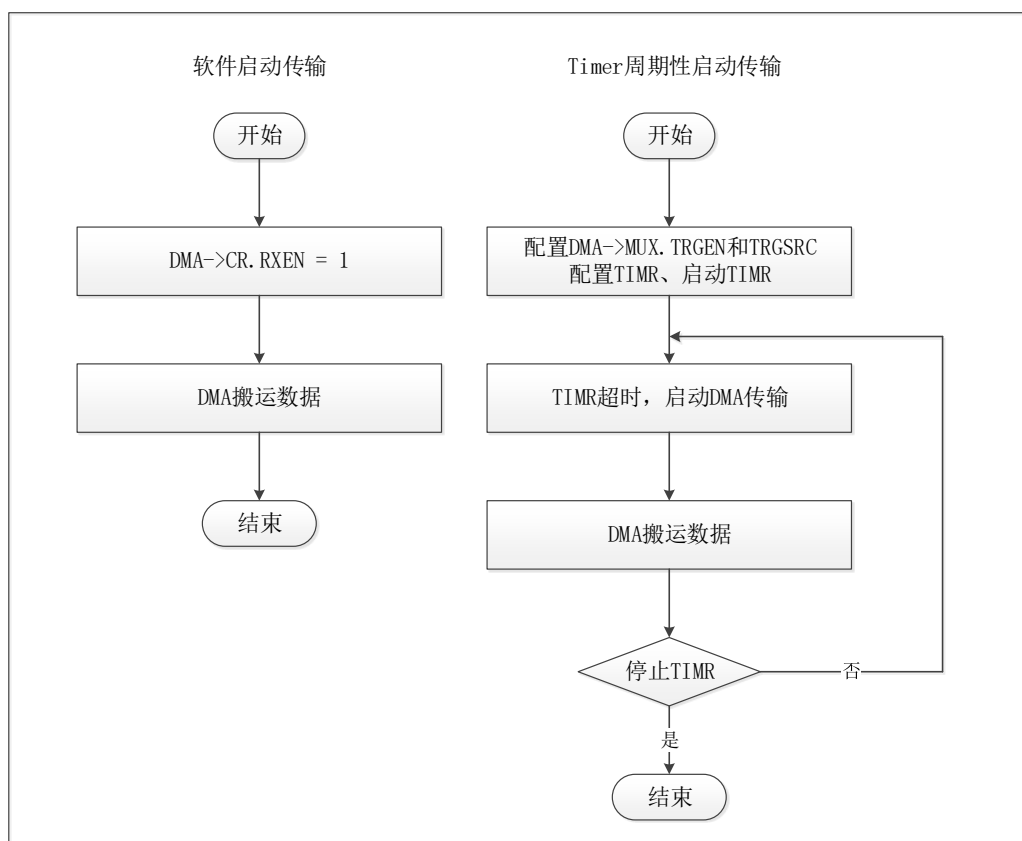 软件启动传输
开始
DMA->CR.RXEN = 1
DMA搬运数据
结束
Timer周期性启动传输
开始
配置DMA->MUX.TRGEN和TRGSRC
配置TIMR、启动TIMR
TIMR超时，启动DMA传输
DMA搬运数据
停止TIMR
否
是
结束